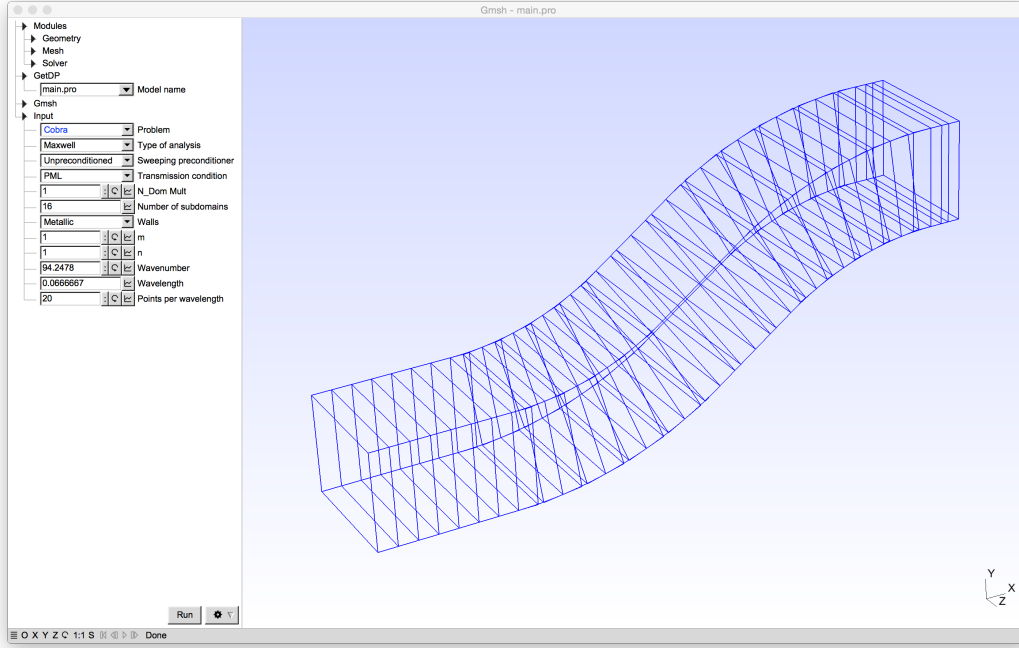 Gmsh - main.pro
Modules
Geometry
Mesh
Solver
GetDP
main.pro Model name
Gmsh
Input
Cobra Problem
Maxwell Type of analysis
Unpreconditioned Sweeping preconditioner
PML Transmission condition
1 N_Dom Mult
16 Number of subdomains
Metallic Walls
1 m
1 n
94.2478 Wavenumber
0.0666667 Wavelength
20 Points per wavelength
Y
X
Z
Run
O X Y Z 1:1 S Done